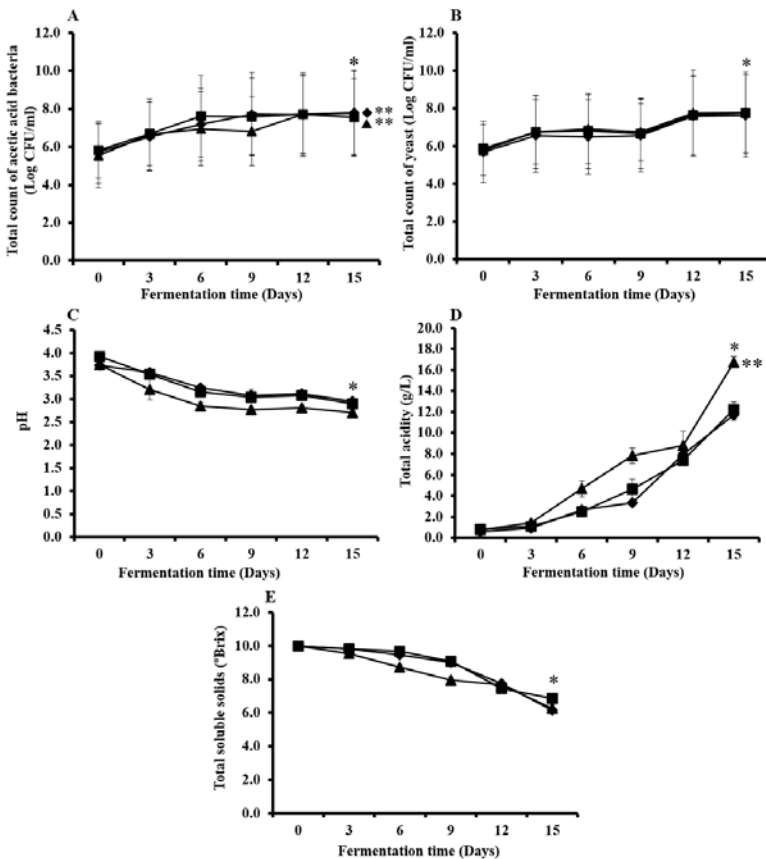 A
Total count of acetic acid bacteria
(Log CFU/ml)
12.0
10.0
8.0
6.0
4.0
2.0
0.0
*
**
**
0 3 6 9 12 15
Fermentation time (Days)
B
Total count of yeast (Log CFU/ml)
12.0
10.0
8.0
6.0
4.0
2.0
0.0
*
0 3 6 9 12 15
Fermentation time (Days)
C
pH
4.5
4.0
3.5
3.0
2.5
2.0
1.5
1.0
0.5
0.0
*
0 3 6 9 12 15
Fermentation time (Days)
D
Total acidity (g/L)
20.0
18.0
16.0
14.0
12.0
10.0
8.0
6.0
4.0
2.0
0.0
*
**
0 3 6 9 12 15
Fermentation time (Days)
E
Total soluble solids (°Brix)
12.0
10.0
8.0
6.0
4.0
2.0
0.0
*
0 3 6 9 12 15
Fermentation time (Days)